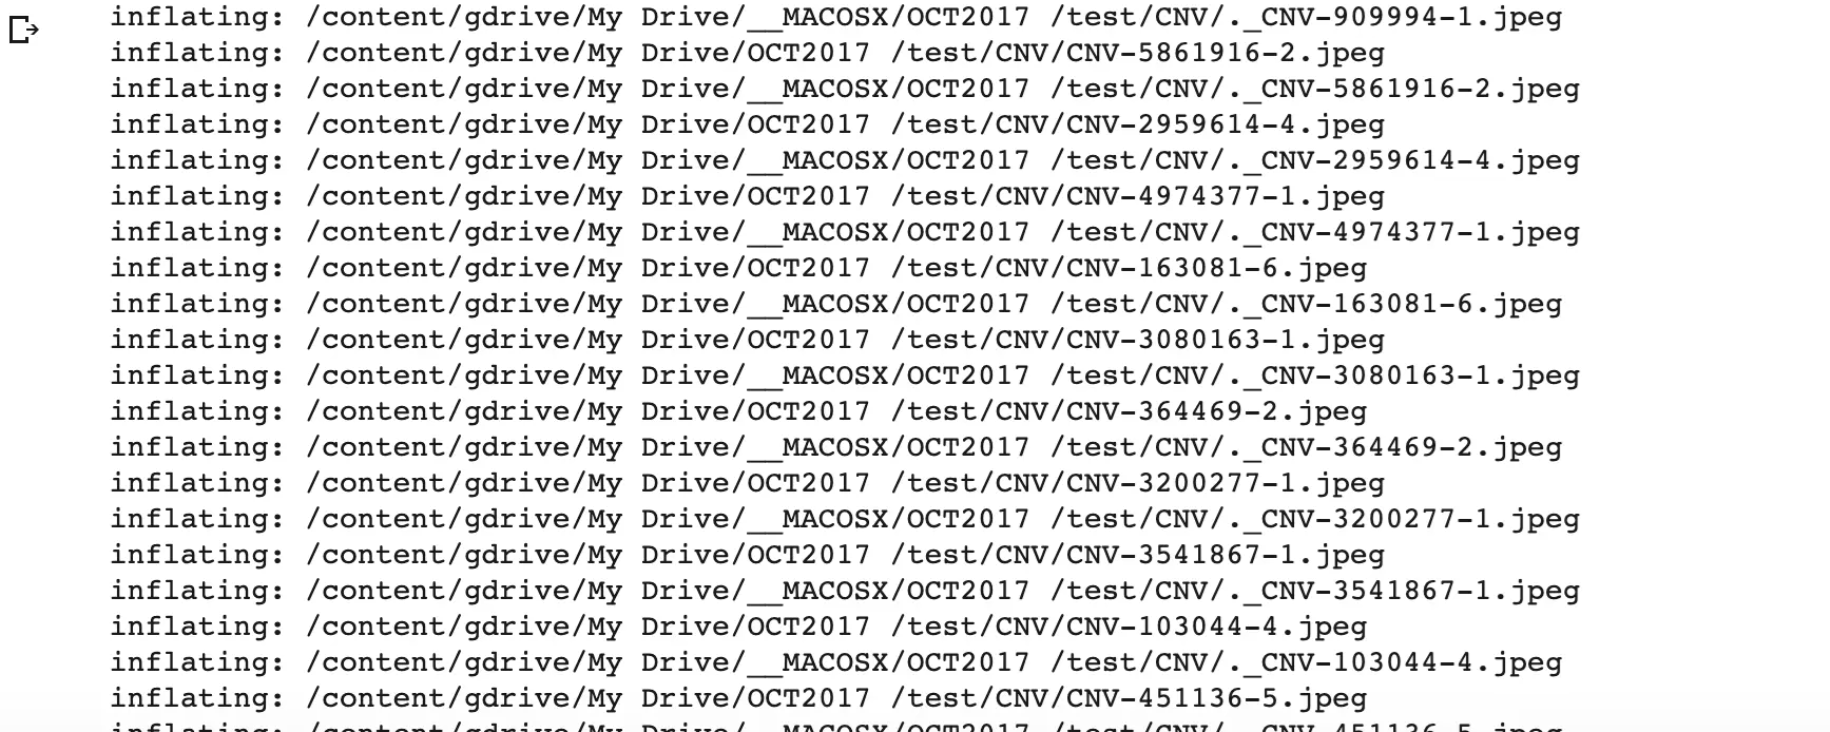 inflating: /content/gdrive/My Drive/__MACOSX/OCT2017 /test/CNV/._CNV-909994-1.jpeg
inflating: /content/gdrive/My Drive/OCT2017 /test/CNV/CNV-5861916-2.jpeg
inflating: /content/gdrive/My Drive/__MACOSX/OCT2017 /test/CNV/._CNV-5861916-2.jpeg
inflating: /content/gdrive/My Drive/OCT2017 /test/CNV/CNV-2959614-4.jpeg
inflating: /content/gdrive/My Drive/__MACOSX/OCT2017 /test/CNV/._CNV-2959614-4.jpeg
inflating: /content/gdrive/My Drive/OCT2017 /test/CNV/CNV-4974377-1.jpeg
inflating: /content/gdrive/My Drive/__MACOSX/OCT2017 /test/CNV/._CNV-4974377-1.jpeg
inflating: /content/gdrive/My Drive/OCT2017 /test/CNV/CNV-163081-6.jpeg
inflating: /content/gdrive/My Drive/__MACOSX/OCT2017 /test/CNV/._CNV-163081-6.jpeg
inflating: /content/gdrive/My Drive/OCT2017 /test/CNV/CNV-3080163-1.jpeg
inflating: /content/gdrive/My Drive/__MACOSX/OCT2017 /test/CNV/._CNV-3080163-1.jpeg
inflating: /content/gdrive/My Drive/OCT2017 /test/CNV/CNV-364469-2.jpeg
inflating: /content/gdrive/My Drive/__MACOSX/OCT2017 /test/CNV/._CNV-364469-2.jpeg
inflating: /content/gdrive/My Drive/OCT2017 /test/CNV/CNV-3200277-1.jpeg
inflating: /content/gdrive/My Drive/__MACOSX/OCT2017 /test/CNV/._CNV-3200277-1.jpeg
inflating: /content/gdrive/My Drive/OCT2017 /test/CNV/CNV-3541867-1.jpeg
inflating: /content/gdrive/My Drive/__MACOSX/OCT2017 /test/CNV/._CNV-3541867-1.jpeg
inflating: /content/gdrive/My Drive/OCT2017 /test/CNV/CNV-103044-4.jpeg
inflating: /content/gdrive/My Drive/__MACOSX/OCT2017 /test/CNV/._CNV-103044-4.jpeg
inflating: /content/gdrive/My Drive/OCT2017 /test/CNV/CNV-451136-5.jpeg
inflating: /content/gdrive/My Drive/__MACOSX/OCT2017 /test/CNV/._CNV-451136-5.jpeg